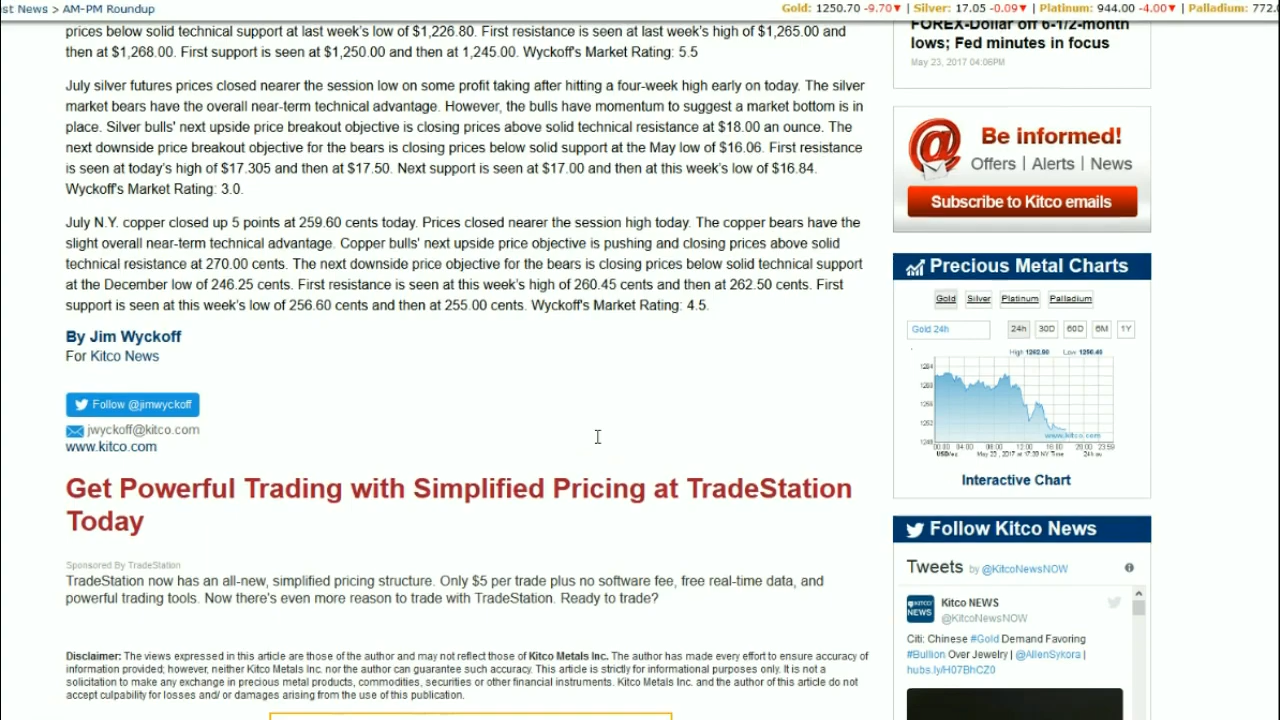 st News > AM-PM Roundup
Gold: 1250.70 -9.70▼ | Silver: 17.05 -0.09▼ | Platinum: 944.00 -4.00▼ | Palladium: 772.
prices below solid technical support at last week's low of $1,226.80. First resistance is seen at last week's high of $1,265.00 and
then at $1,268.00. First support is seen at $1,250.00 and then at 1,245.00. Wyckoff's Market Rating: 5.5
July silver futures prices closed nearer the session low on some profit taking after hitting a four-week high early on today. The silver
market bears have the overall near-term technical advantage. However, the bulls have momentum to suggest a market bottom is in
place. Silver bulls' next upside price breakout objective is closing prices above solid technical resistance at $18.00 an ounce. The
next downside price breakout objective for the bears is closing prices below solid support at the May low of $16.06. First resistance
is seen at today's high of $17.305 and then at $17.50. Next support is seen at $17.00 and then at this week's low of $16.84.
Wyckoff's Market Rating: 3.0.
July N.Y. copper closed up 5 points at 259.60 cents today. Prices closed nearer the session high today. The copper bears have the
slight overall near-term technical advantage. Copper bulls' next upside price objective is pushing and closing prices above solid
technical resistance at 270.00 cents. The next downside price objective for the bears is closing prices below solid technical support
at the December low of 246.25 cents. First resistance is seen at this week's high of 260.45 cents and then at 262.50 cents. First
support is seen at this week's low of 256.60 cents and then at 255.00 cents. Wyckoff's Market Rating: 4.5.
By Jim Wyckoff
For Kitco News
Follow @jimwyckoff
jwyckoff@kitco.com
www.kitco.com
Get Powerful Trading with Simplified Pricing at TradeStation
Today
Sponsored By TradeStation
TradeStation now has an all-new, simplified pricing structure. Only $5 per trade plus no software fee, free real-time data, and
powerful trading tools. Now there's even more reason to trade with TradeStation. Ready to trade?
Disclaimer: The views expressed in this article are those of the author and may not reflect those of Kitco Metals Inc. The author has made every effort to ensure accuracy of
information provided; however, neither Kitco Metals Inc. nor the author can guarantee such accuracy. This article is strictly for informational purposes only. It is not a
solicitation to make any exchange in precious metal products, commodities, securities or other financial instruments. Kitco Metals Inc. and the author of this article do not
accept culpability for losses and/ or damages arising from the use of this publication.
FOREX-Dollar off 6-1/2-month
lows; Fed minutes in focus
May 23, 2017 04:06PM
Be informed!
Offers | Alerts | News
Subscribe to Kitco emails
Precious Metal Charts
Gold Silver Platinum Palladium
Gold 24h 24h 30D 60D 6M 1Y
www.kitco.com
Interactive Chart
Follow Kitco News
Tweets by @KitcoNewsNOW
Kitco NEWS
@KitcoNewsNOW
Citi: Chinese #Gold Demand Favoring
#Bullion Over Jewelry | @AllenSykora |
hubs.ly/H07BhCZ0